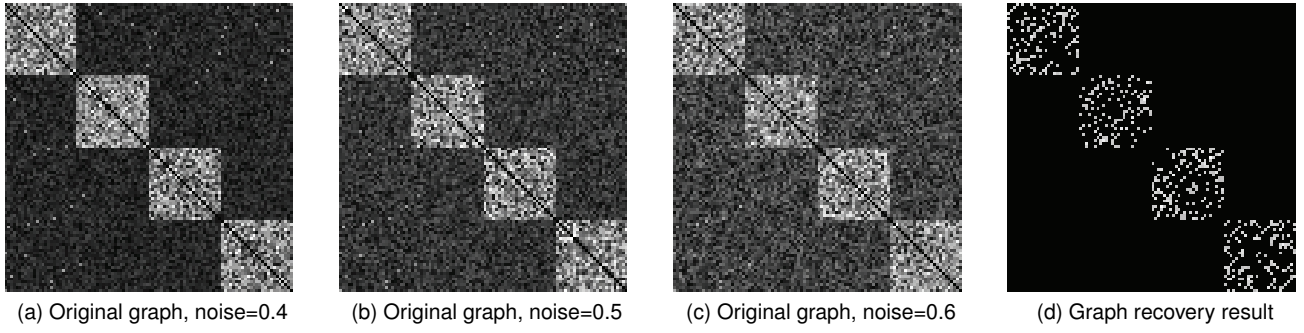 (a) Original graph, noise=0.4
(b) Original graph, noise=0.5
(c) Original graph, noise=0.6
(d) Graph recovery result